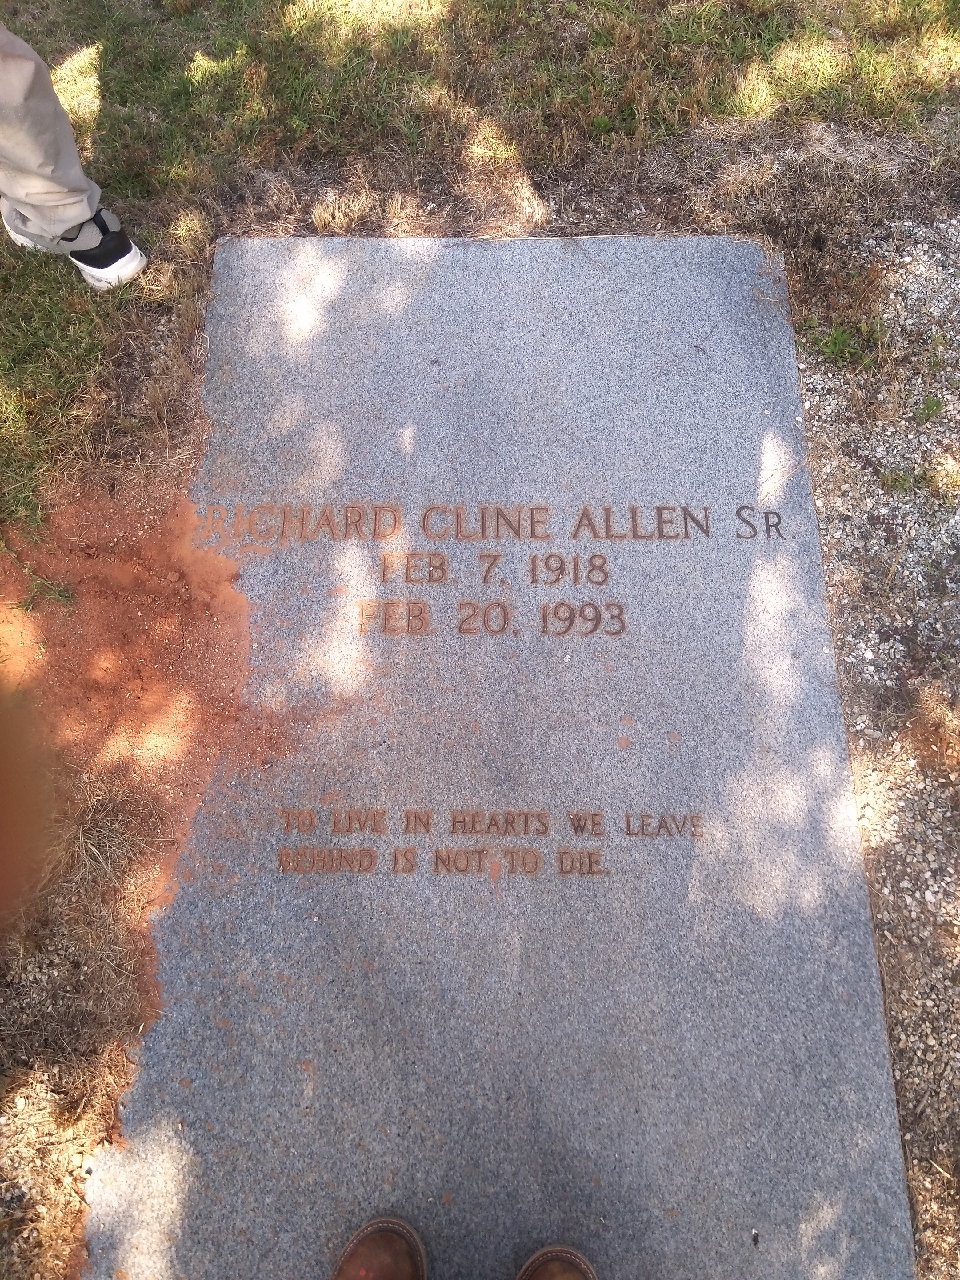 RICHARD CLINE ALLEN SR.
FEB. 7, 1918
FEB. 20, 1993
TO LIVE IN HEARTS WE LEAVE
BEHIND IS NOT TO DIE.